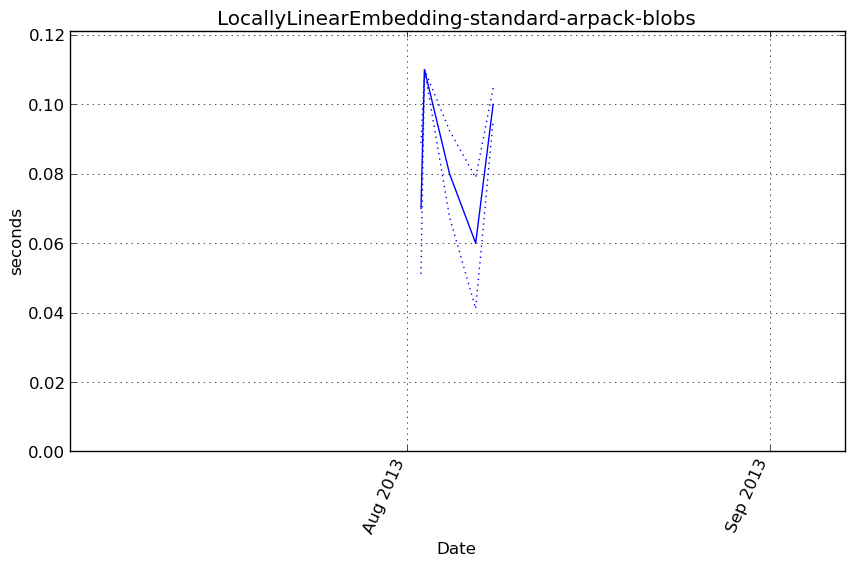 LocallyLinearEmbedding-standard-arpack-blobs
0.12
0.10
0.08
0.06
0.04
0.02
0.00
seconds
Aug 2013
Sep 2013
Date